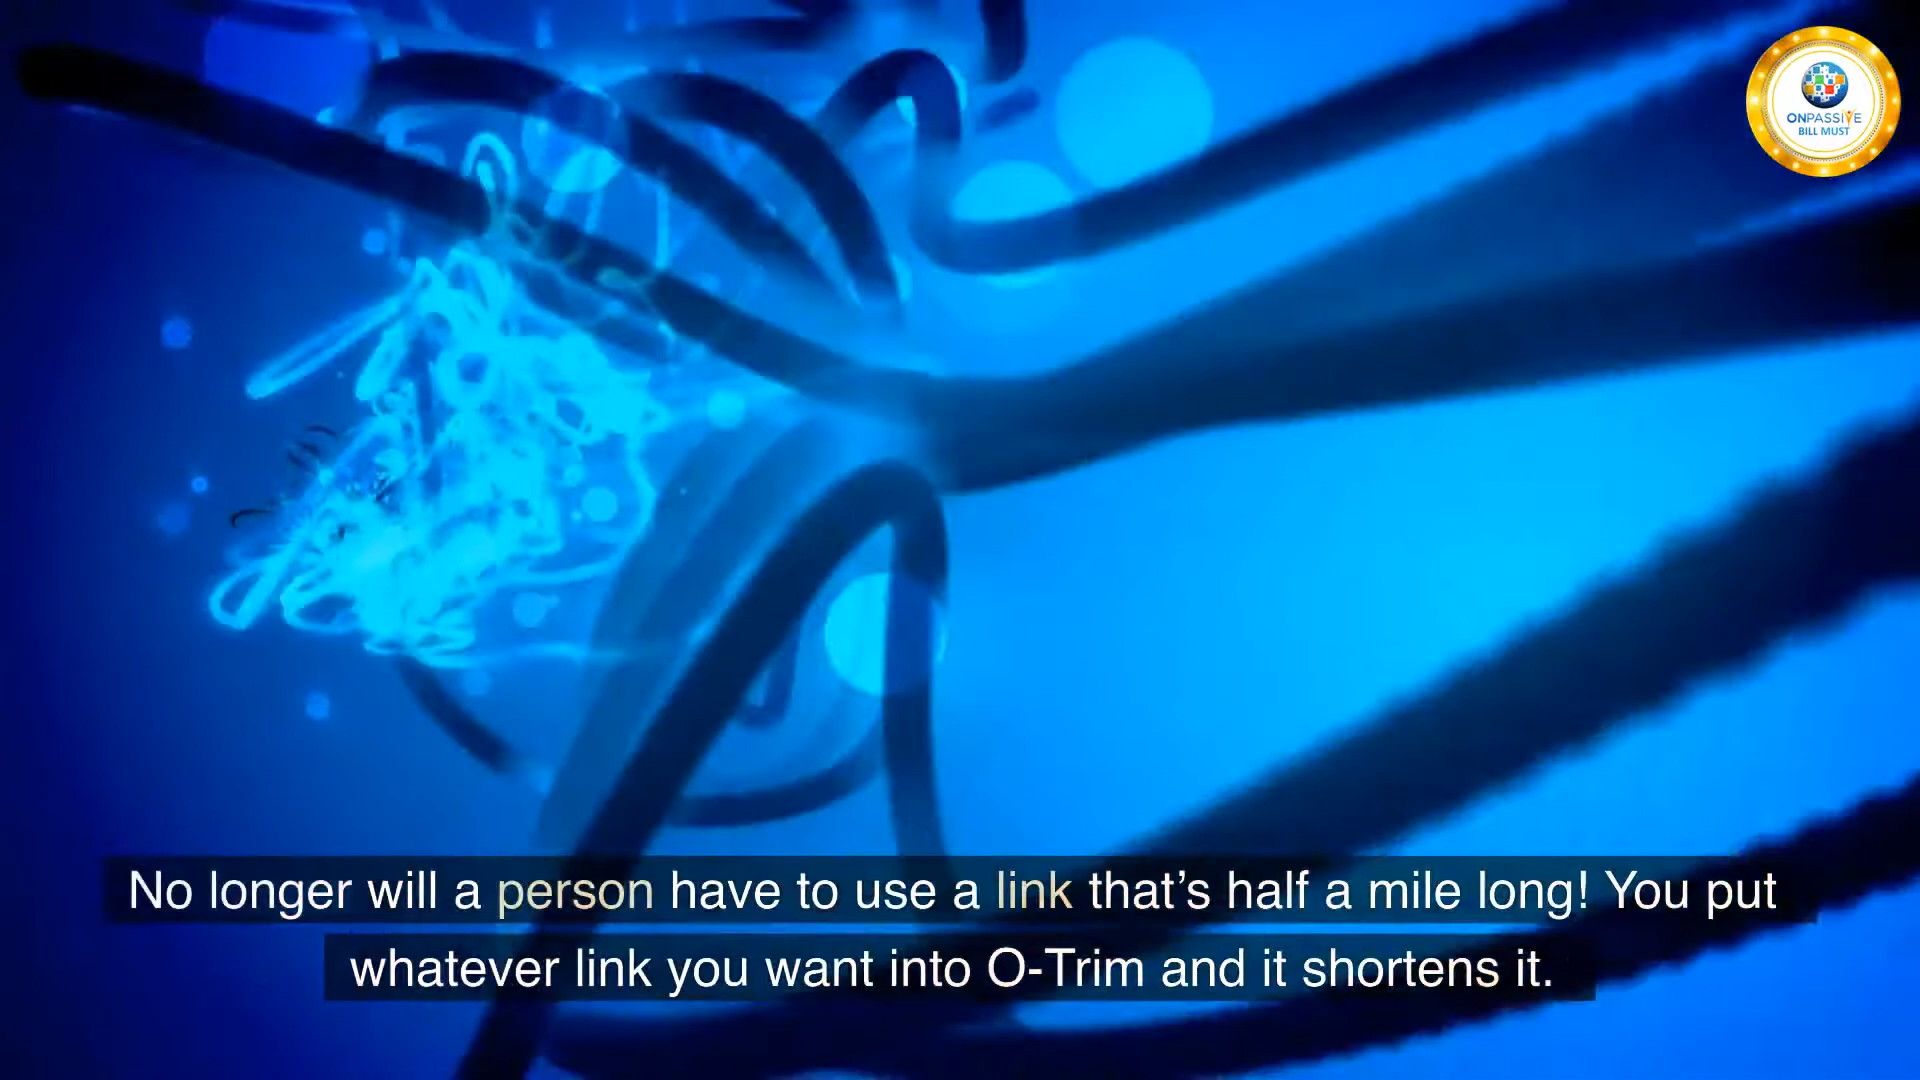 ONPASSIVE
BILL MUST
No longer will a person have to use a link that’s half a mile long! You put
whatever link you want into O-Trim and it shortens it.